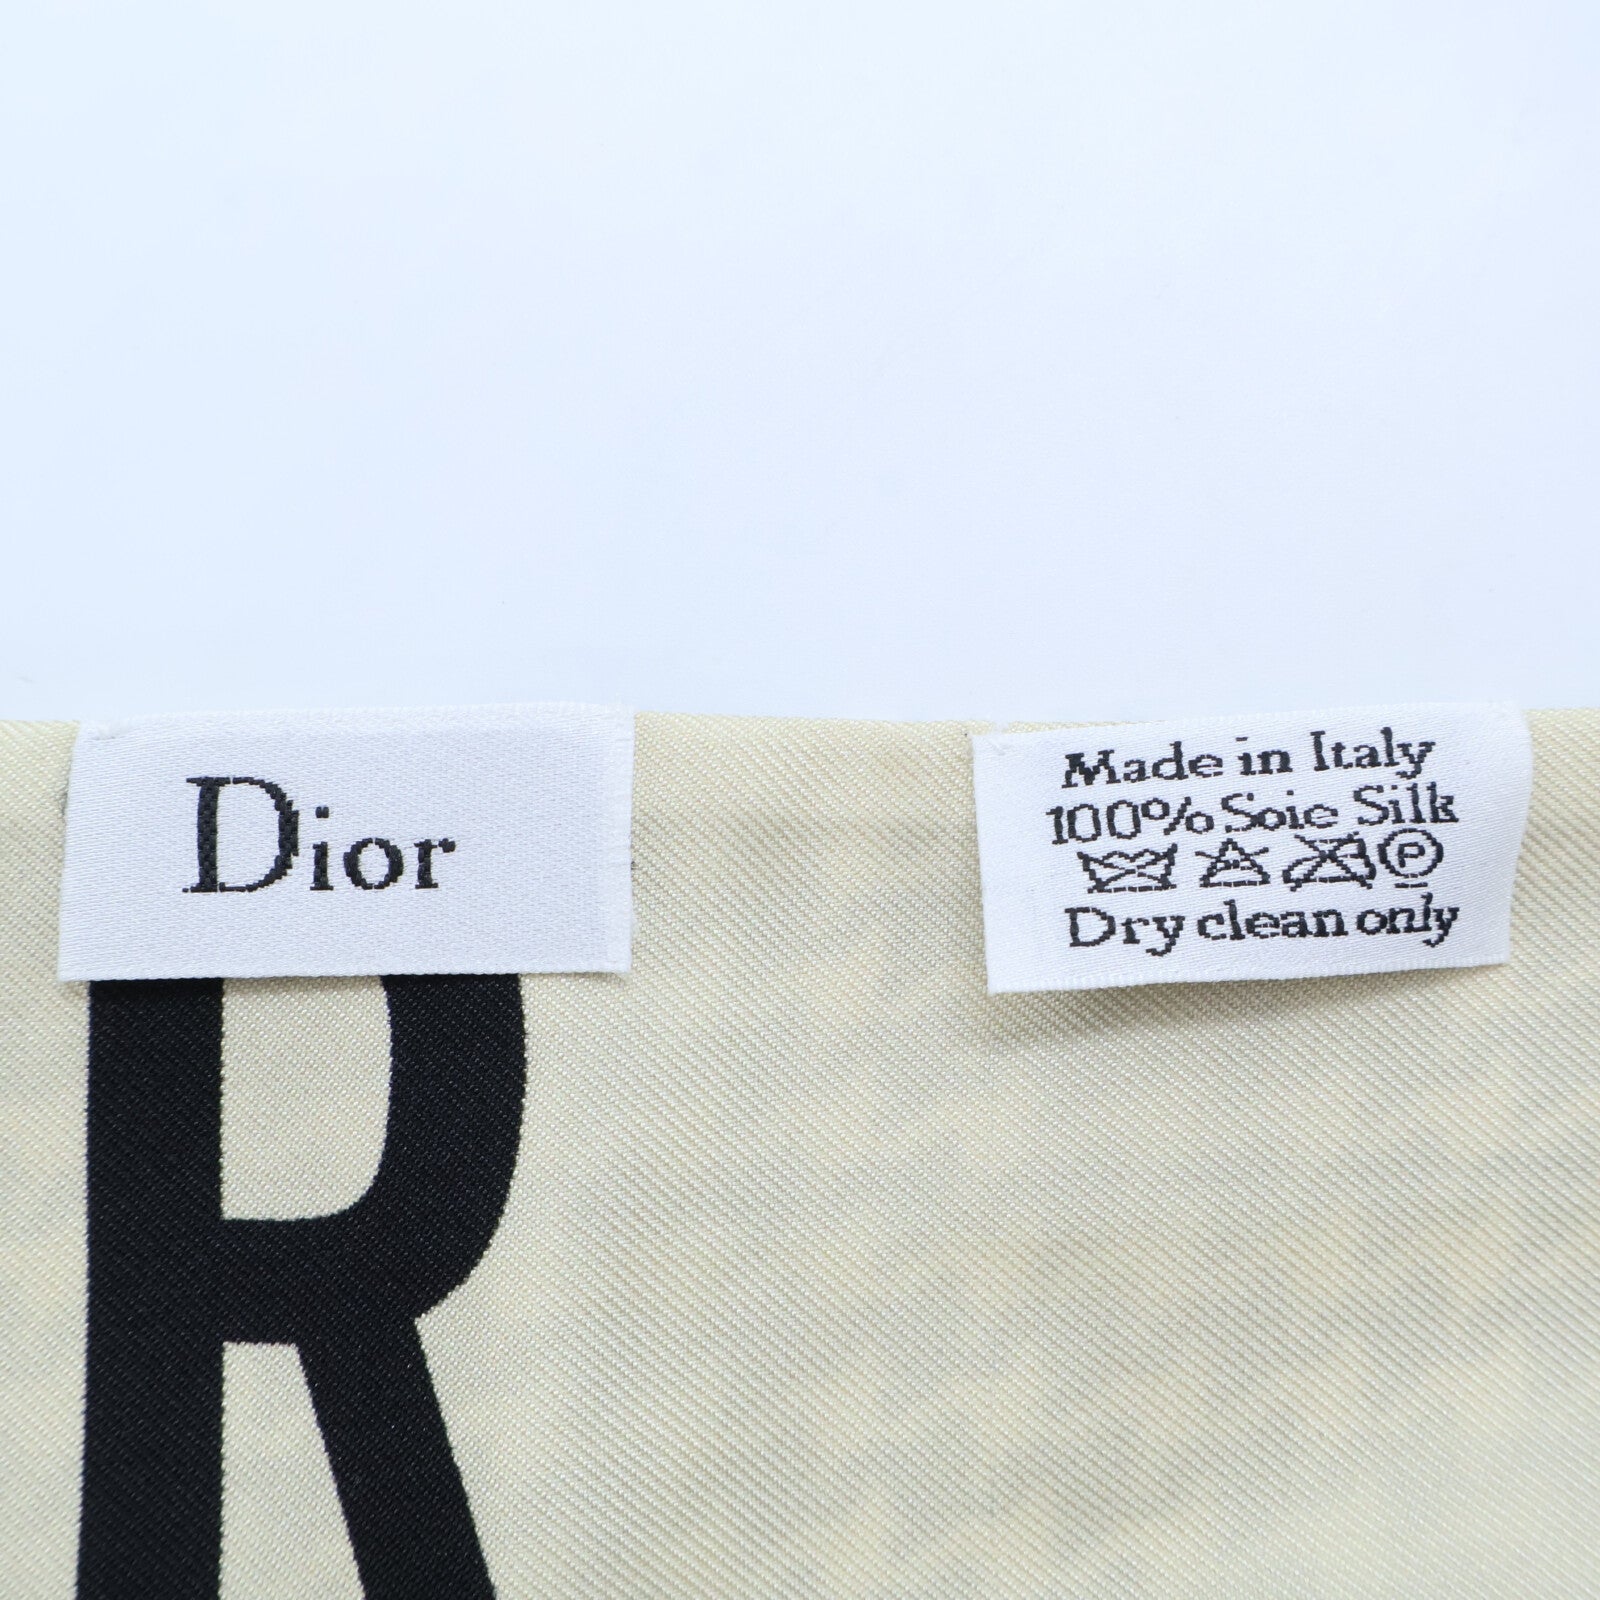 Dior
Made in Italy
100% Soie Silk
P
Dry clean only
R